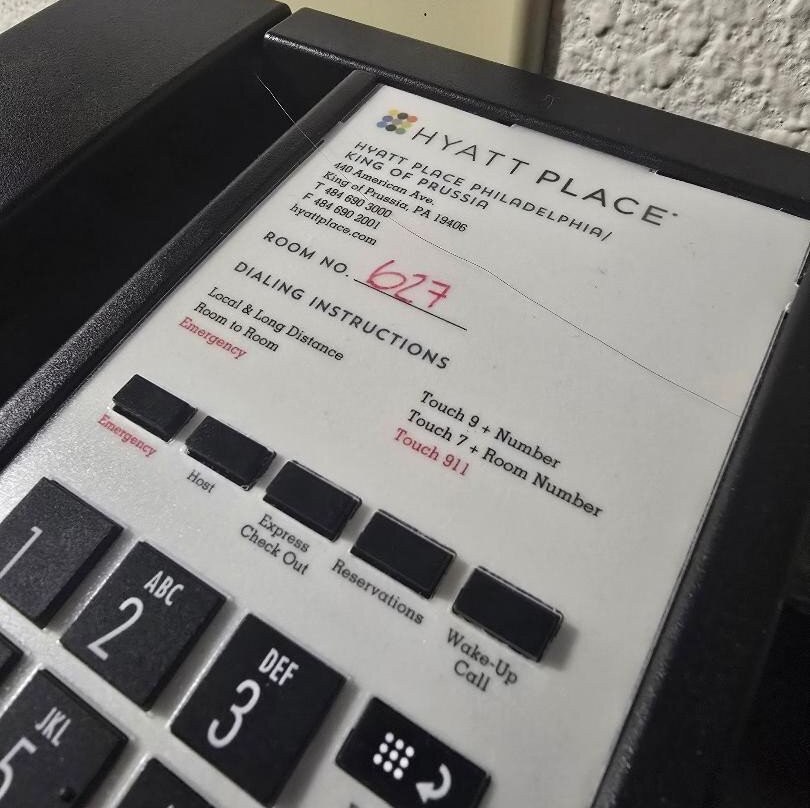 HYATT PLACE
HYATT PLACE PHILADELPHIA/
KING OF PRUSSIA
440 American Ave.
King of Prussia, PA 19406
T 484 690 3000
F 484 690 2001
hyattplace.com
ROOM NO. 627
DIALING INSTRUCTIONS
Local & Long Distance Touch 9 + Number
Room to Room Touch 7 + Room Number
Emergency Touch 911
Emergency
Host
Express
Check Out
Reservations
Wake-Up
Call
1
ABC
2
DEF
3
JKL
5